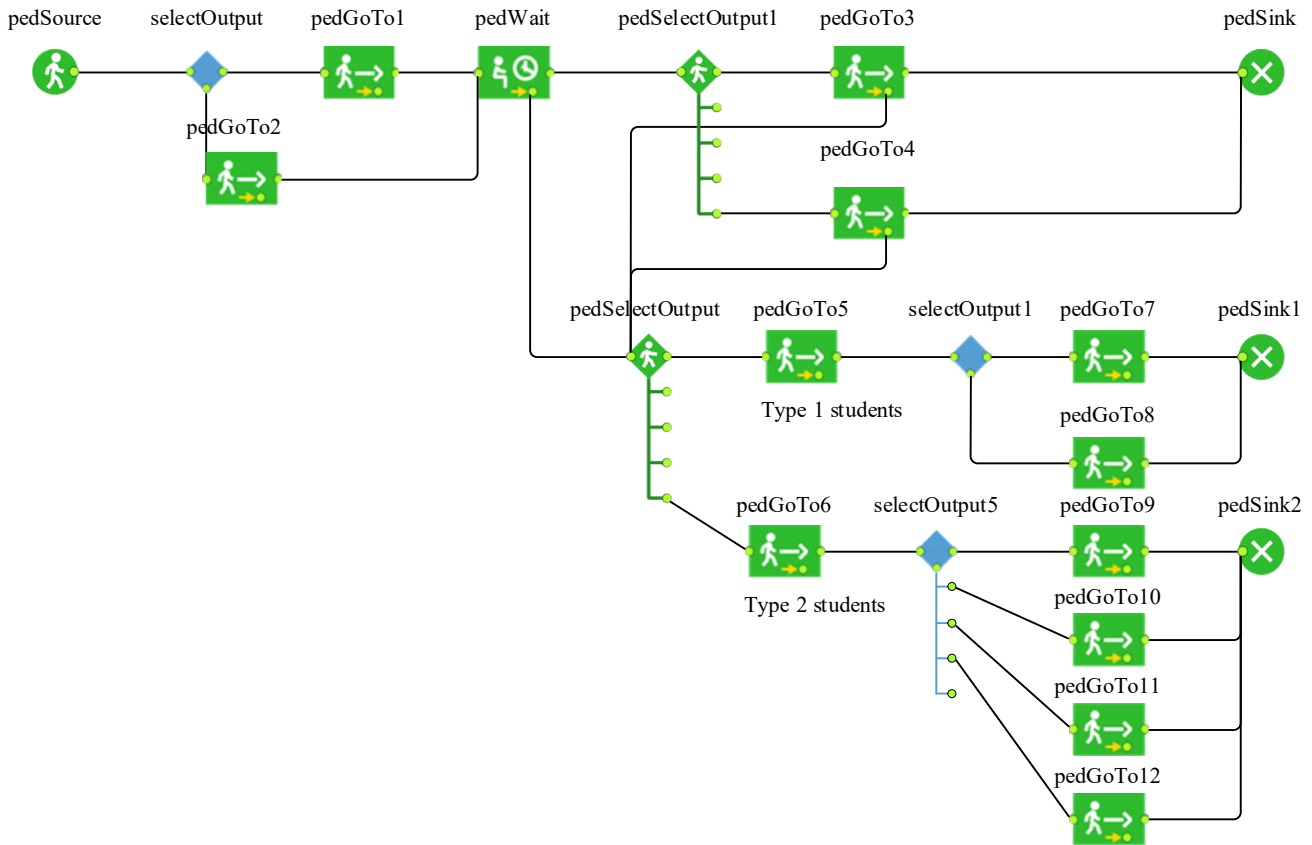 pedSource
selectOutput
pedGoTo1
pedWait
pedSelectOutput1
pedGoTo3
pedSink
pedGoTo2
pedGoTo4
pedSelectOutput
pedGoTo5
selectOutput1
pedGoTo7
pedSink1
Type 1 students
pedGoTo8
pedGoTo6
selectOutput5
pedGoTo9
pedSink2
Type 2 students
pedGoTo10
pedGoTo11
pedGoTo12